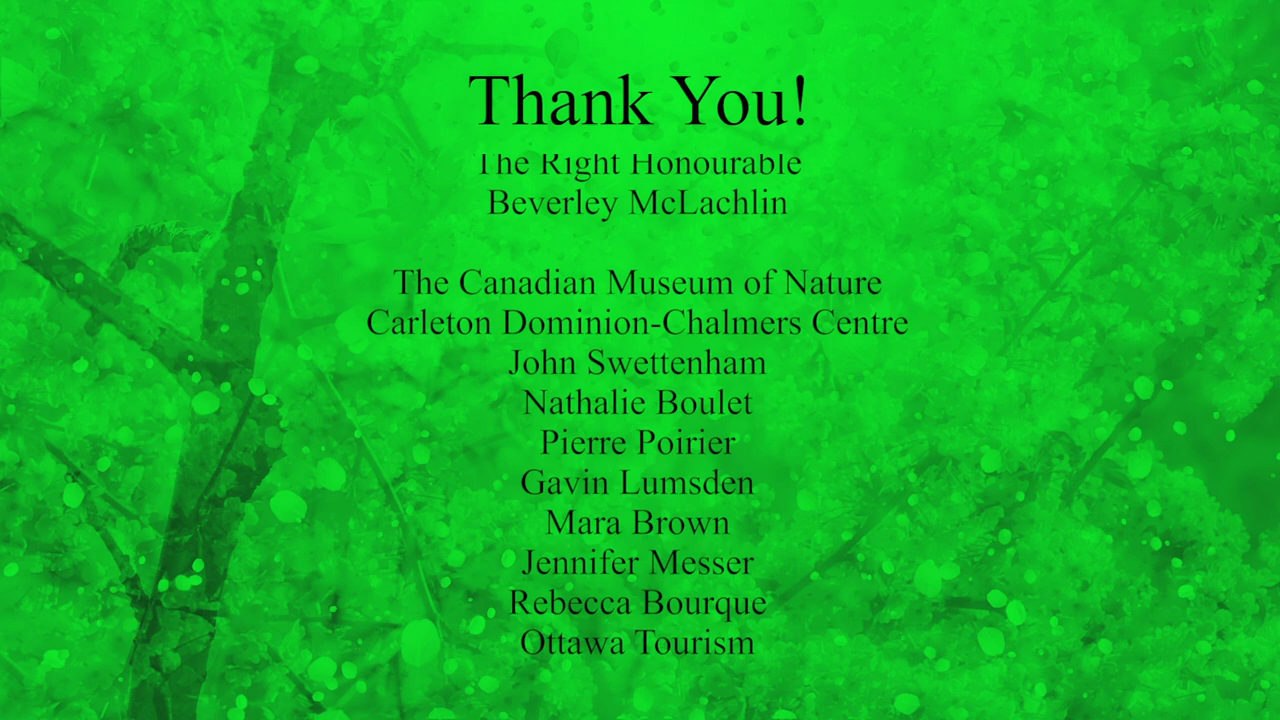 Thank You!
The Right Honourable
Beverley McLachlin
The Canadian Museum of Nature
Carleton Dominion-Chalmers Centre
John Swettenham
Nathalie Boulet
Pierre Poirier
Gavin Lumsden
Mara Brown
Jennifer Messer
Rebecca Bourque
Ottawa Tourism